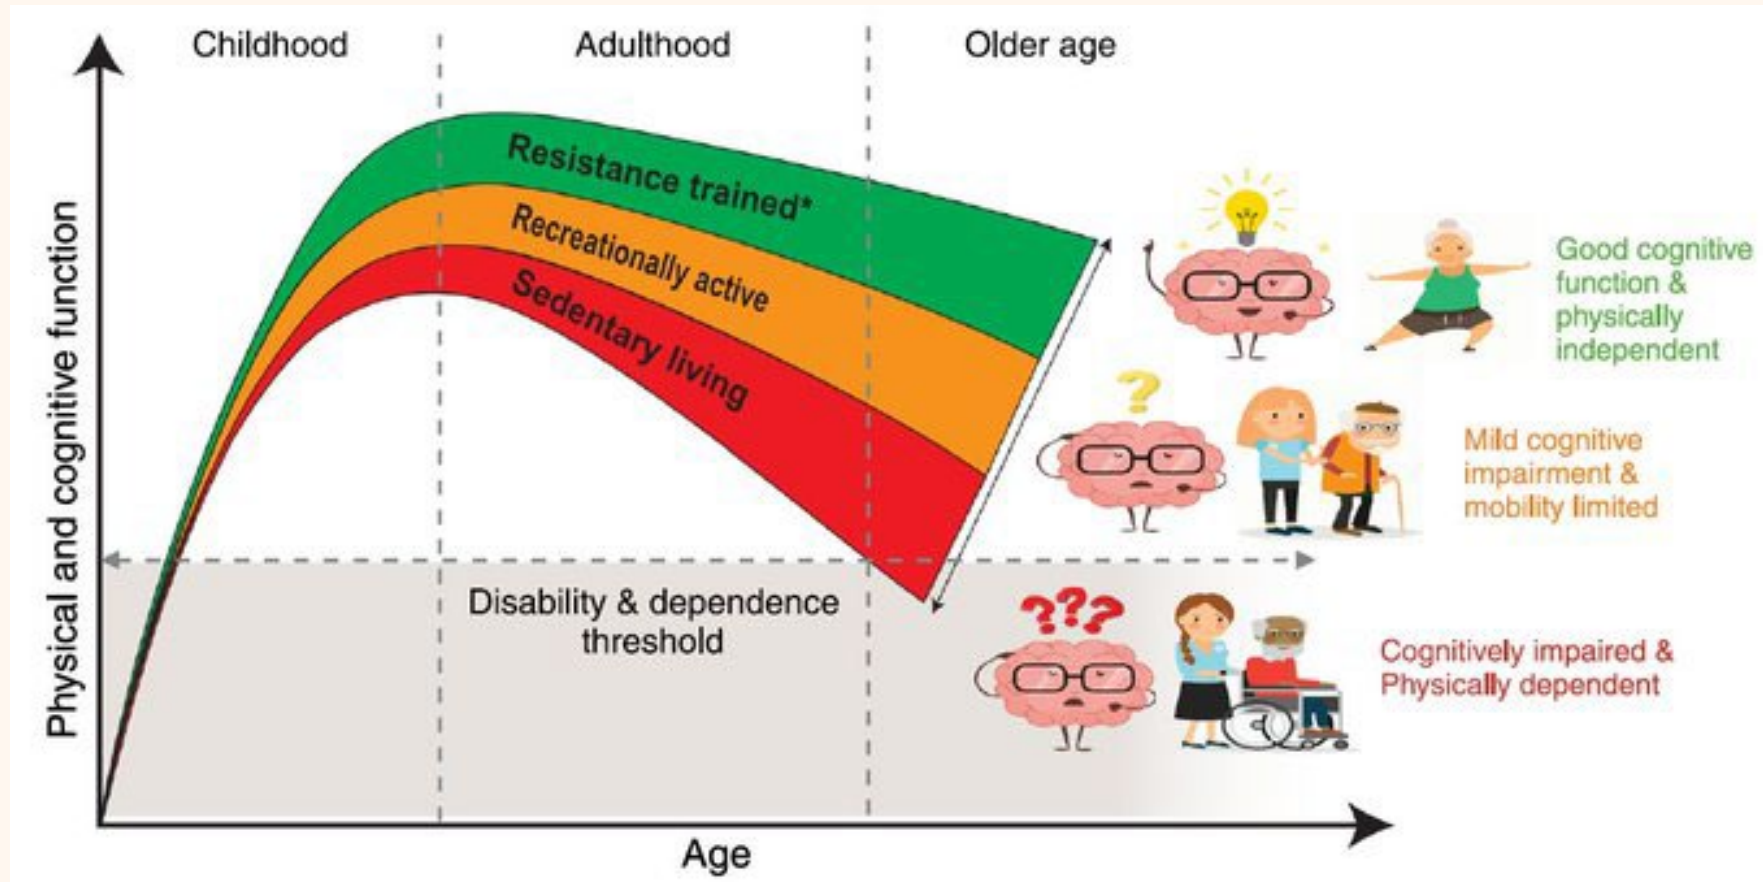 Childhood
Adulthood
Older age
Physical and cognitive function
Resistance trained*
Recreationally active
Sedentary living
Good cognitive
function &
physically
independent
?
Mild cognitive
impairment &
mobility limited
Disability & dependence
threshold
???
Cognitively impaired &
Physically dependent
Age